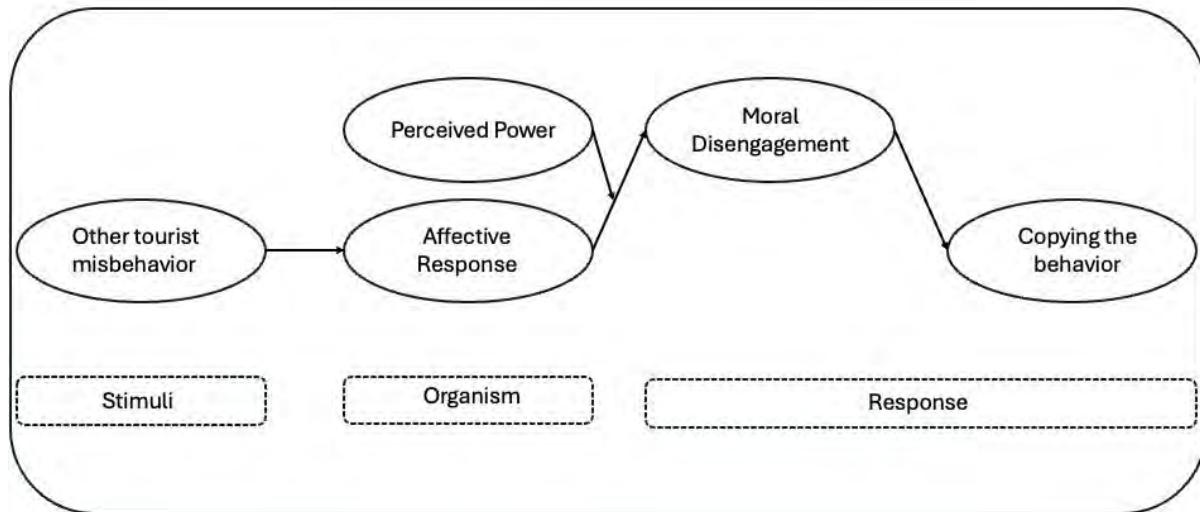 Perceived Power
Moral
Disengagement
Other tourist
misbehavior
Affective
Response
Copying the
behavior
Stimuli
Organism
Response